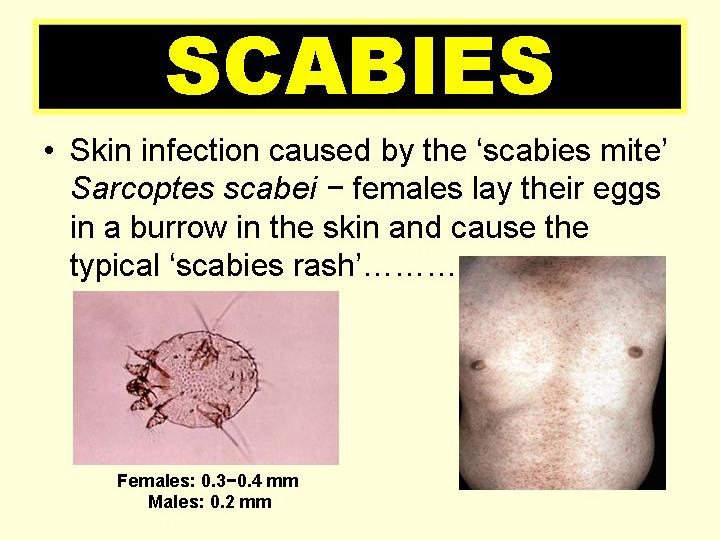 SCABIES
• Skin infection caused by the ‘scabies mite’
Sarcoptes scabei – females lay their eggs
in a burrow in the skin and cause the
typical ‘scabies rash’………
Females: 0.3–0.4 mm
Males: 0.2 mm